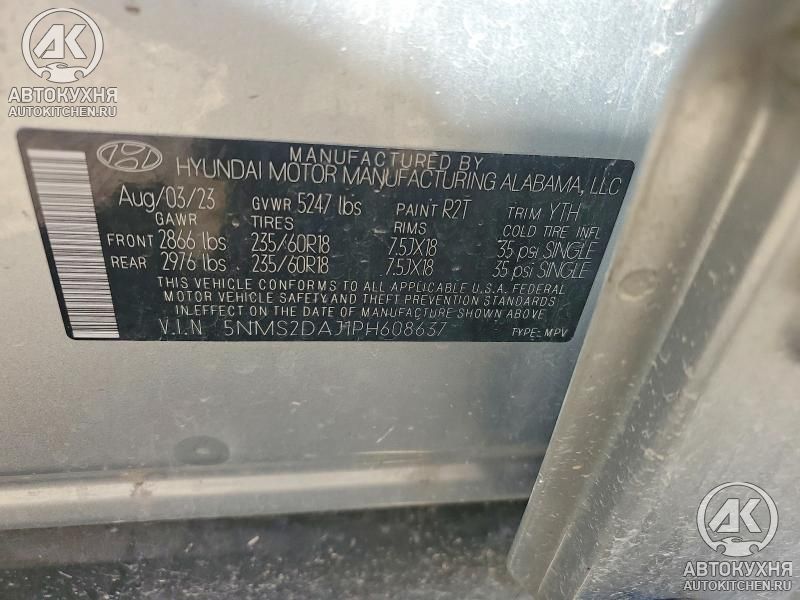 AK
АВТОКУХНЯ
AUTOKITCHEN.RU
MANUFACTURED BY
HYUNDAI MOTOR MANUFACTURING ALABAMA, LLC
Aug/03/23 GVWR 5247 lbs PAINT R2T TRIM YTH
GAWR TIRES RIMS COLD TIRE INFL
FRONT 2866 lbs 235/60R18 7.5JX18 35 psi SINGLE
REAR 2976 lbs 235/60R18 7.5JX18 35 psi SINGLE
THIS VEHICLE CONFORMS TO ALL APPLICABLE U.S.A. FEDERAL
MOTOR VEHICLE SAFETY AND THEFT PREVENTION STANDARDS
IN EFFECT ON THE DATE OF MANUFACTURE SHOWN ABOVE
V.I.N 5NMS2DAJ1PH608637 TYPE: MPV
AK
АВТОКУХНЯ
AUTOKITCHEN.RU